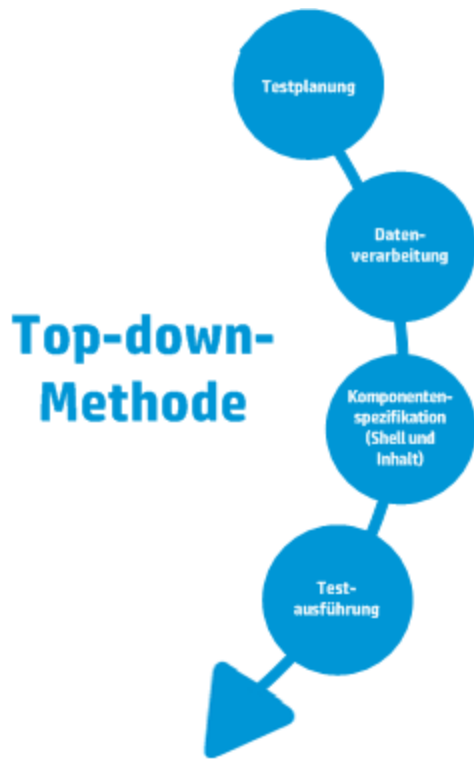 Testplanung
Daten-
verarbeitung
Top-down-
Methode
Komponenten-
spezifikation
(Shell und
Inhalt)
Test-
ausführung